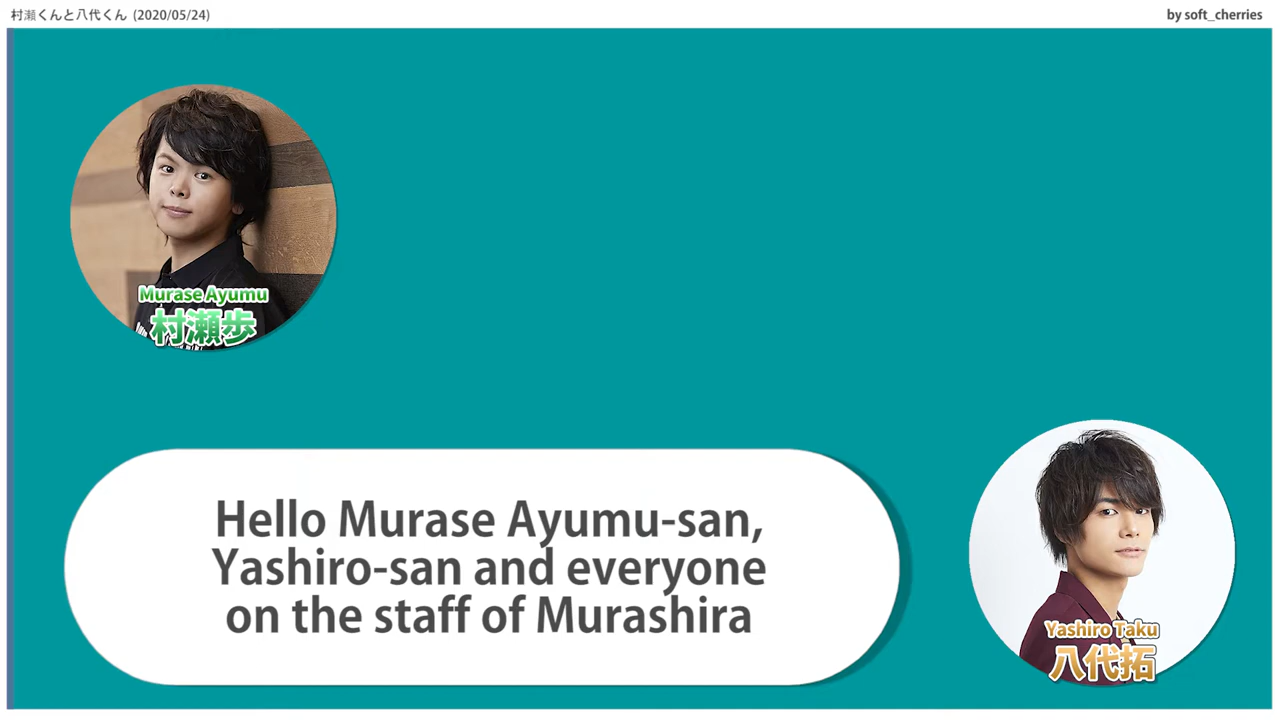 村瀬くんと八代くん (2020/05/24)
by soft_cherries
Murase Ayumu
村瀬歩
Hello Murase Ayumu-san,
Yashiro-san and everyone
on the staff of Murashira
Yashiro Taku
八代拓